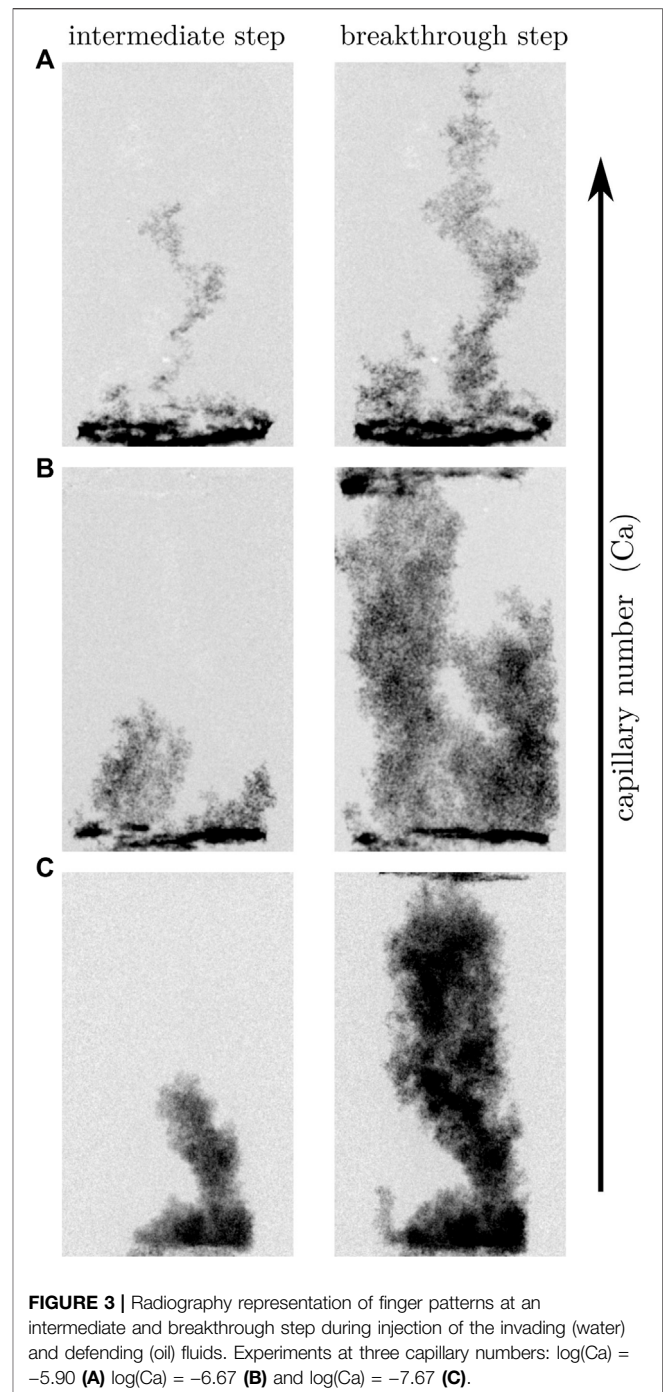 intermediate step
breakthrough step
A
B
C
capillary number (Ca)
FIGURE 3 | Radiography representation of finger patterns at an
intermediate and breakthrough step during injection of the invading (water)
and defending (oil) fluids. Experiments at three capillary numbers: log(Ca) =
−5.90 (A) log(Ca) = −6.67 (B) and log(Ca) = −7.67 (C).